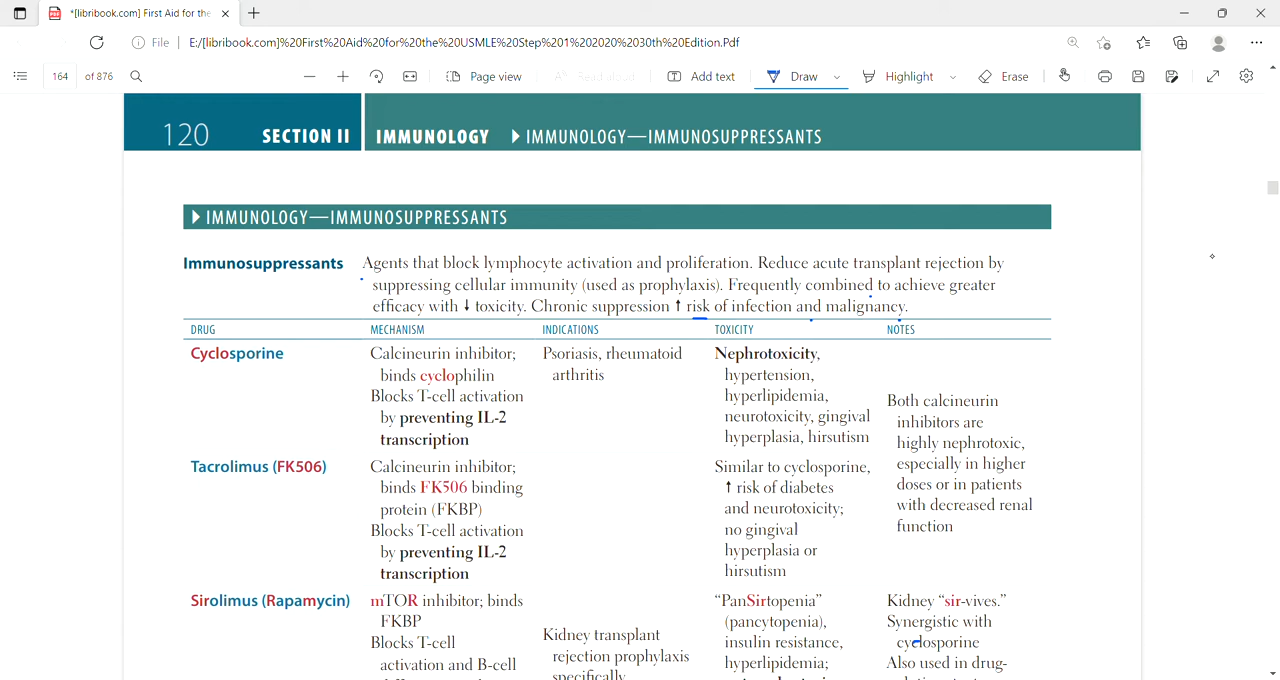 *[libribook.com] First Aid for the
File | E:/[libribook.com]%20First%20Aid%20for%20the%20USMLE%20Step%201%202020%2030th%20Edition.Pdf
164 of 876 Page view Read aloud Add text Draw Highlight Erase
120 SECTION II IMMUNOLOGY ▶ IMMUNOLOGY—IMMUNOSUPPRESSANTS
▶ IMMUNOLOGY—IMMUNOSUPPRESSANTS
Immunosuppressants Agents that block lymphocyte activation and proliferation. Reduce acute transplant rejection by
suppressing cellular immunity (used as prophylaxis). Frequently combined to achieve greater
efficacy with ↓ toxicity. Chronic suppression ↑ risk of infection and malignancy.
DRUG MECHANISM INDICATIONS TOXICITY NOTES
Cyclosporine
Calcineurin inhibitor;
binds cyclophilin
Blocks T-cell activation
by preventing IL-2
transcription
Psoriasis, rheumatoid
arthritis
Nephrotoxicity,
hypertension,
hyperlipidemia,
neurotoxicity, gingival
hyperplasia, hirsutism
Both calcineurin
inhibitors are
highly nephrotoxic,
especially in higher
doses or in patients
with decreased renal
function
Tacrolimus (FK506)
Calcineurin inhibitor;
binds FK506 binding
protein (FKBP)
Blocks T-cell activation
by preventing IL-2
transcription
Similar to cyclosporine,
↑ risk of diabetes
and neurotoxicity;
no gingival
hyperplasia or
hirsutism
Sirolimus (Rapamycin)
mTOR inhibitor; binds
FKBP
Blocks T-cell
activation and B-cell
Kidney transplant
rejection prophylaxis
specifically
"PanSirtopenia"
(pancytopenia),
insulin resistance,
hyperlipidemia;
Kidney "sir-vives."
Synergistic with
cyclosporine
Also used in drug-